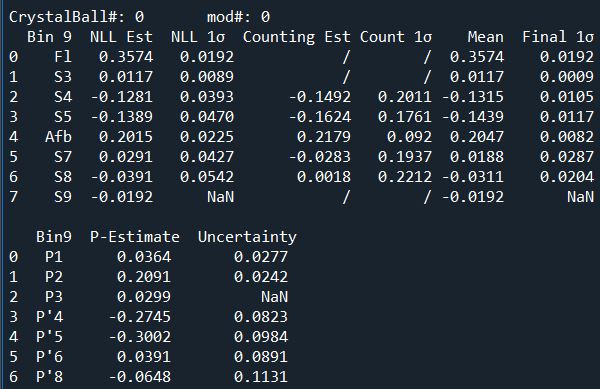 CrystalBall#: 0 mod#: 0
Bin 9 NLL Est NLL 1σ Counting Est Count 1σ Mean Final 1σ
0 Fl 0.3574 0.0192 / / 0.3574 0.0192
1 S3 0.0117 0.0089 / / 0.0117 0.0009
2 S4 -0.1281 0.0393 -0.1492 0.2011 -0.1315 0.0105
3 S5 -0.1389 0.0470 -0.1624 0.1761 -0.1439 0.0117
4 Afb 0.2015 0.0225 0.2179 0.092 0.2047 0.0082
5 S7 0.0291 0.0427 -0.0283 0.1937 0.0188 0.0287
6 S8 -0.0391 0.0542 0.0018 0.2212 -0.0311 0.0204
7 S9 -0.0192 NaN / / -0.0192 NaN
Bin9 P-Estimate Uncertainty
0 P1 0.0364 0.0277
1 P2 0.2091 0.0242
2 P3 0.0299 NaN
3 P'4 -0.2745 0.0823
4 P'5 -0.3002 0.0984
5 P'6 0.0391 0.0891
6 P'8 -0.0648 0.1131